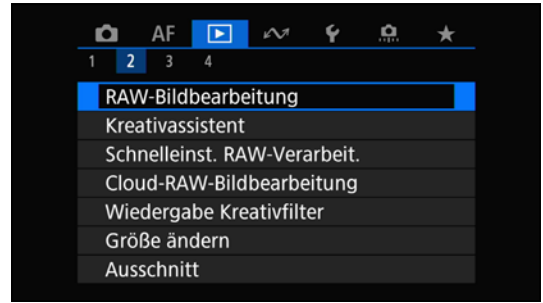 AF
1 2 3 4
RAW-Bildbearbeitung
Kreativassistent
Schnelleinst. RAW-Verarbeit.
Cloud-RAW-Bildbearbeitung
Wiedergabe Kreativfilter
Größe ändern
Ausschnitt